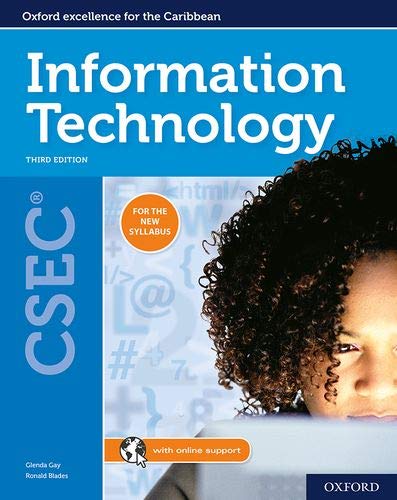 Oxford excellence for the Caribbean
Information
Technology
THIRD EDITION
CSEC®
FOR THE
NEW
SYLLABUS
khtml/
with online support
Glenda Gay
Ronald Blades
OXFORD